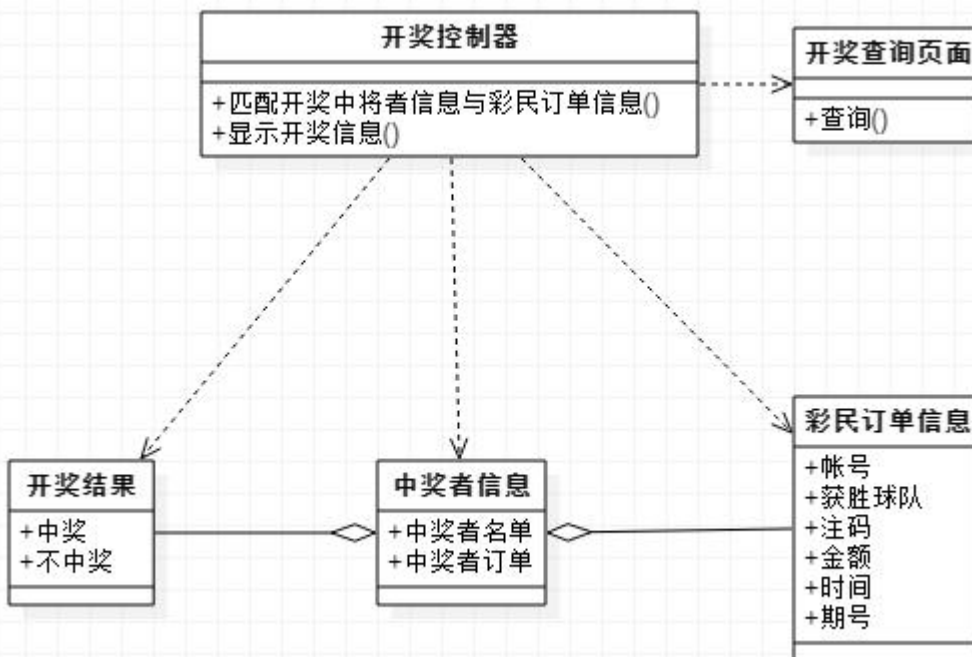 开奖控制器
+匹配开奖中将者信息与彩民订单信息()
+显示开奖信息()
开奖查询页面
+查询()
开奖结果
+中奖
+不中奖
中奖者信息
+中奖者名单
+中奖者订单
彩民订单信息
+帐号
+获胜球队
+注码
+金额
+时间
+期号